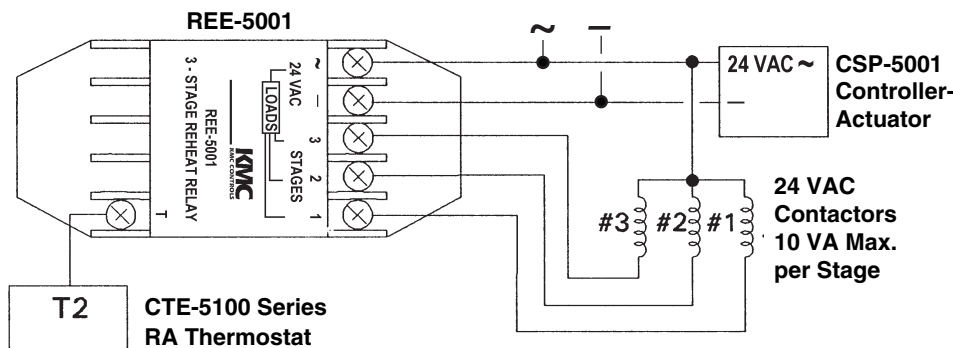 REE-5001
3 - STAGE REHEAT RELAY
REE-5001
KMC
KMC CONTROLS
LOADS
24 VAC
~
—
STAGES
3
2
1
T
~
—
24 VAC ~
—
CSP-5001
Controller-
Actuator
#3
#2
#1
24 VAC
Contactors
10 VA Max.
per Stage
T2
CTE-5100 Series
RA Thermostat